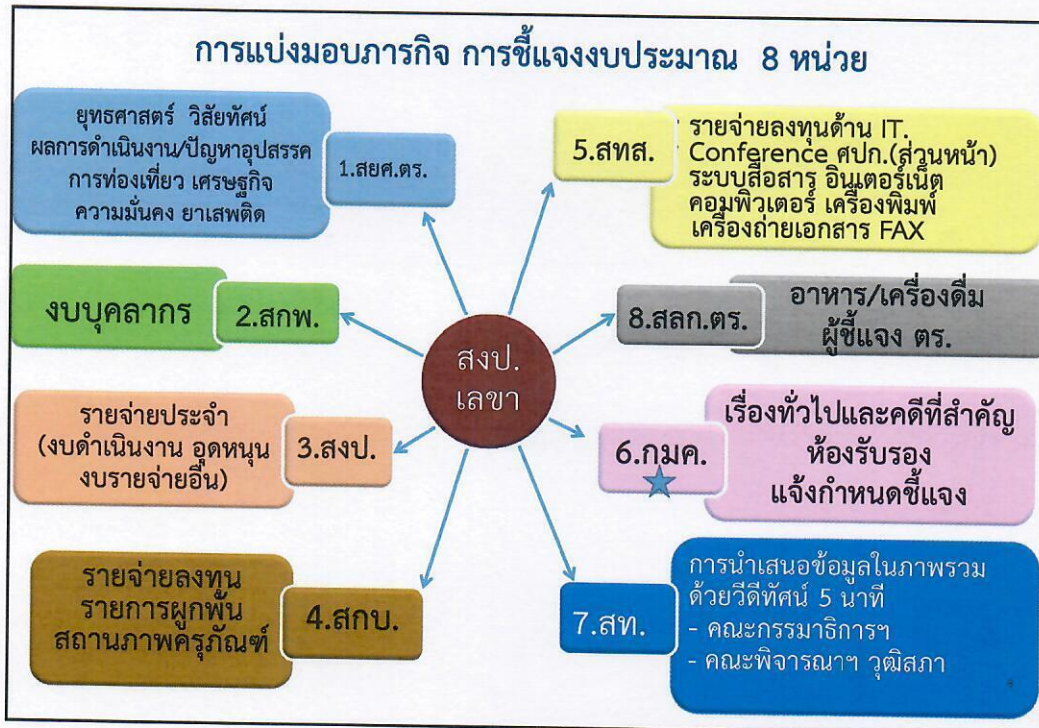 การแบ่งมอบภารกิจ การชี้แจงงบประมาณ 8 หน่วย
ยุทธศาสตร์ วิสัยทัศน์
ผลการดำเนินงาน/ปัญหาอุปสรรค
การท่องเที่ยว เศรษฐกิจ
ความมั่นคง ยาเสพติด
1.สยศ.ตร.
งบบุคลากร
2.สกพ.
รายจ่ายประจำ
(งบดำเนินงาน อุดหนุน
งบรายจ่ายอื่น)
3.สงป.
รายจ่ายลงทุน
รายการผูกพัน
สถานภาพครุภัณฑ์
4.สกบ.
สงป.
เลขา
5.สทส.
รายจ่ายลงทุนด้าน IT.
Conference ศปก.(ส่วนหน้า)
ระบบสื่อสาร อินเตอร์เน็ต
คอมพิวเตอร์ เครื่องพิมพ์
เครื่องถ่ายเอกสาร FAX
8.สลก.ตร.
อาหาร/เครื่องดื่ม
ผู้ชี้แจง ตร.
6.กมค.
เรื่องทั่วไปและคดีที่สำคัญ
ห้องรับรอง
แจ้งกำหนดชี้แจง
7.สท.
การนำเสนอข้อมูลในภาพรวม
ด้วยวีดีทัศน์ 5 นาที
- คณะกรรมาธิการฯ
- คณะพิจารณาฯ วุฒิสภา